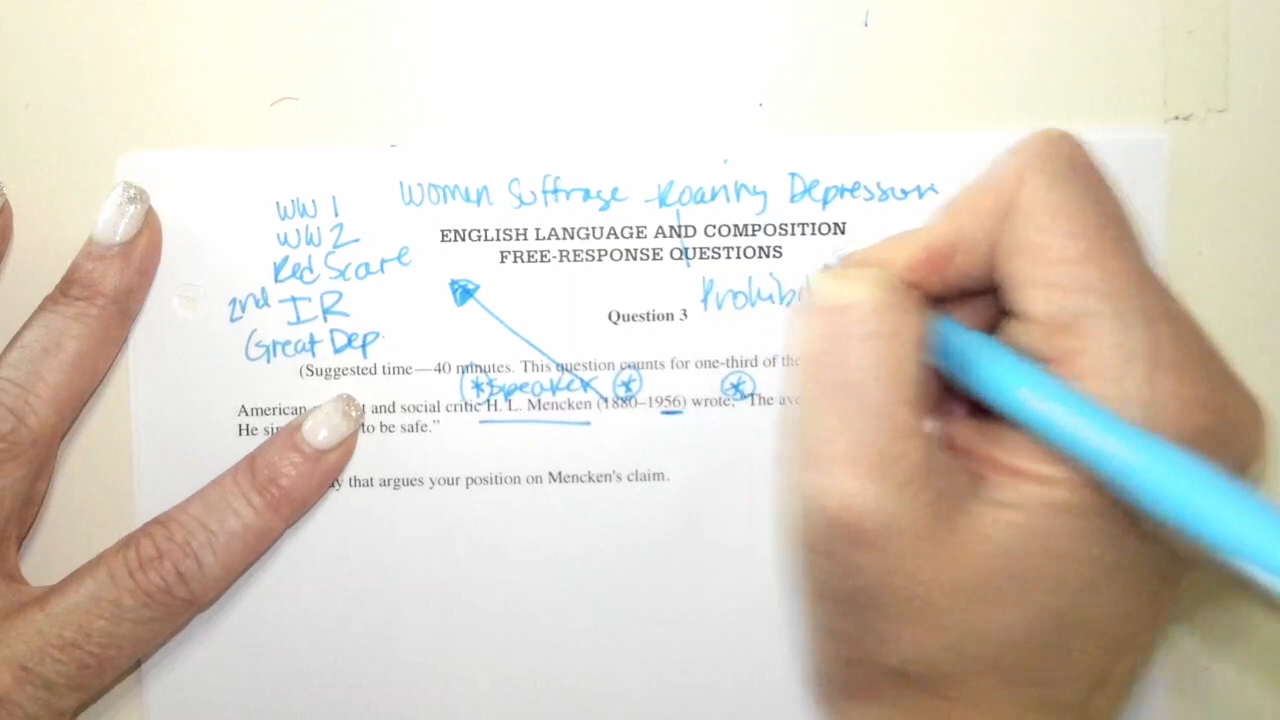 Women Suffrage Roaring Depression
WW 1
WW 2
Red Scare
2nd IR
Great Dep.
ENGLISH LANGUAGE AND COMPOSITION
FREE-RESPONSE QUESTIONS
Prohib
Question 3
(Suggested time—40 minutes. This question counts for one-third of the
*Speaker * *
American and social critic H. L. Mencken (1880–1956) wrote, “The
He to be safe.”
that argues your position on Mencken's claim.